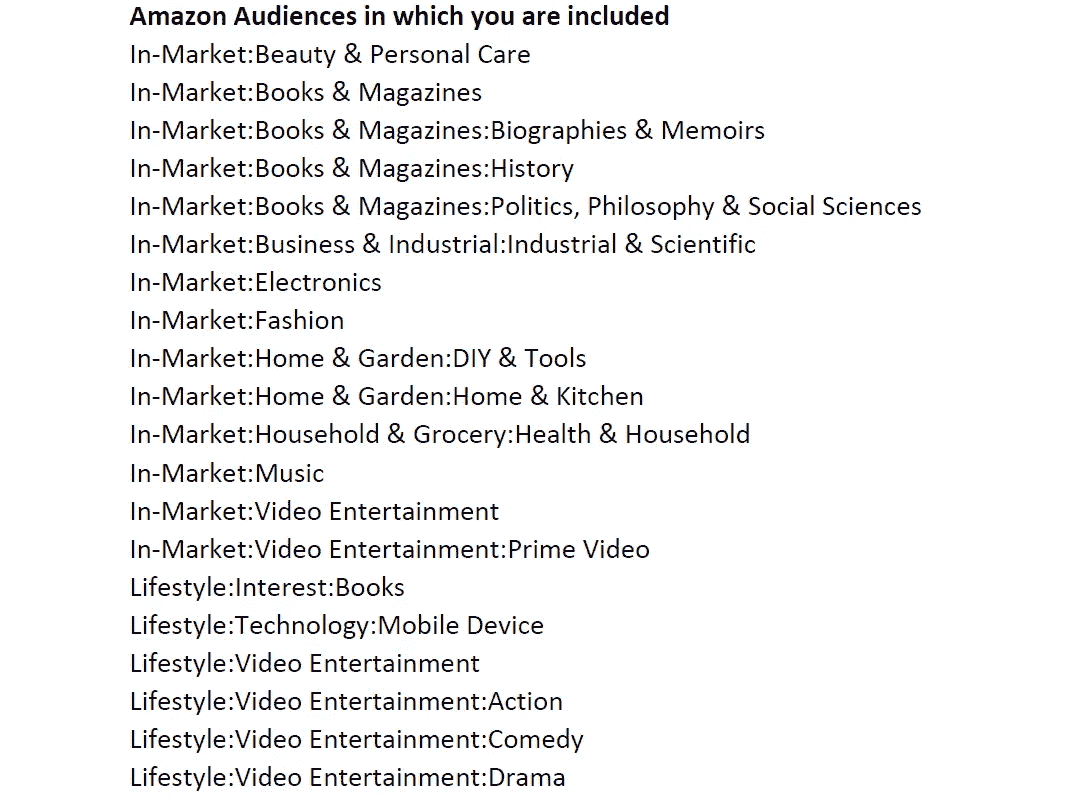 Amazon Audiences in which you are included
In-Market:Beauty & Personal Care
In-Market:Books & Magazines
In-Market:Books & Magazines:Biographies & Memoirs
In-Market:Books & Magazines:History
In-Market:Books & Magazines:Politics, Philosophy & Social Sciences
In-Market:Business & Industrial:Industrial & Scientific
In-Market:Electronics
In-Market:Fashion
In-Market:Home & Garden:DIY & Tools
In-Market:Home & Garden:Home & Kitchen
In-Market:Household & Grocery:Health & Household
In-Market:Music
In-Market:Video Entertainment
In-Market:Video Entertainment:Prime Video
Lifestyle:Interest:Books
Lifestyle:Technology:Mobile Device
Lifestyle:Video Entertainment
Lifestyle:Video Entertainment:Action
Lifestyle:Video Entertainment:Comedy
Lifestyle:Video Entertainment:Drama